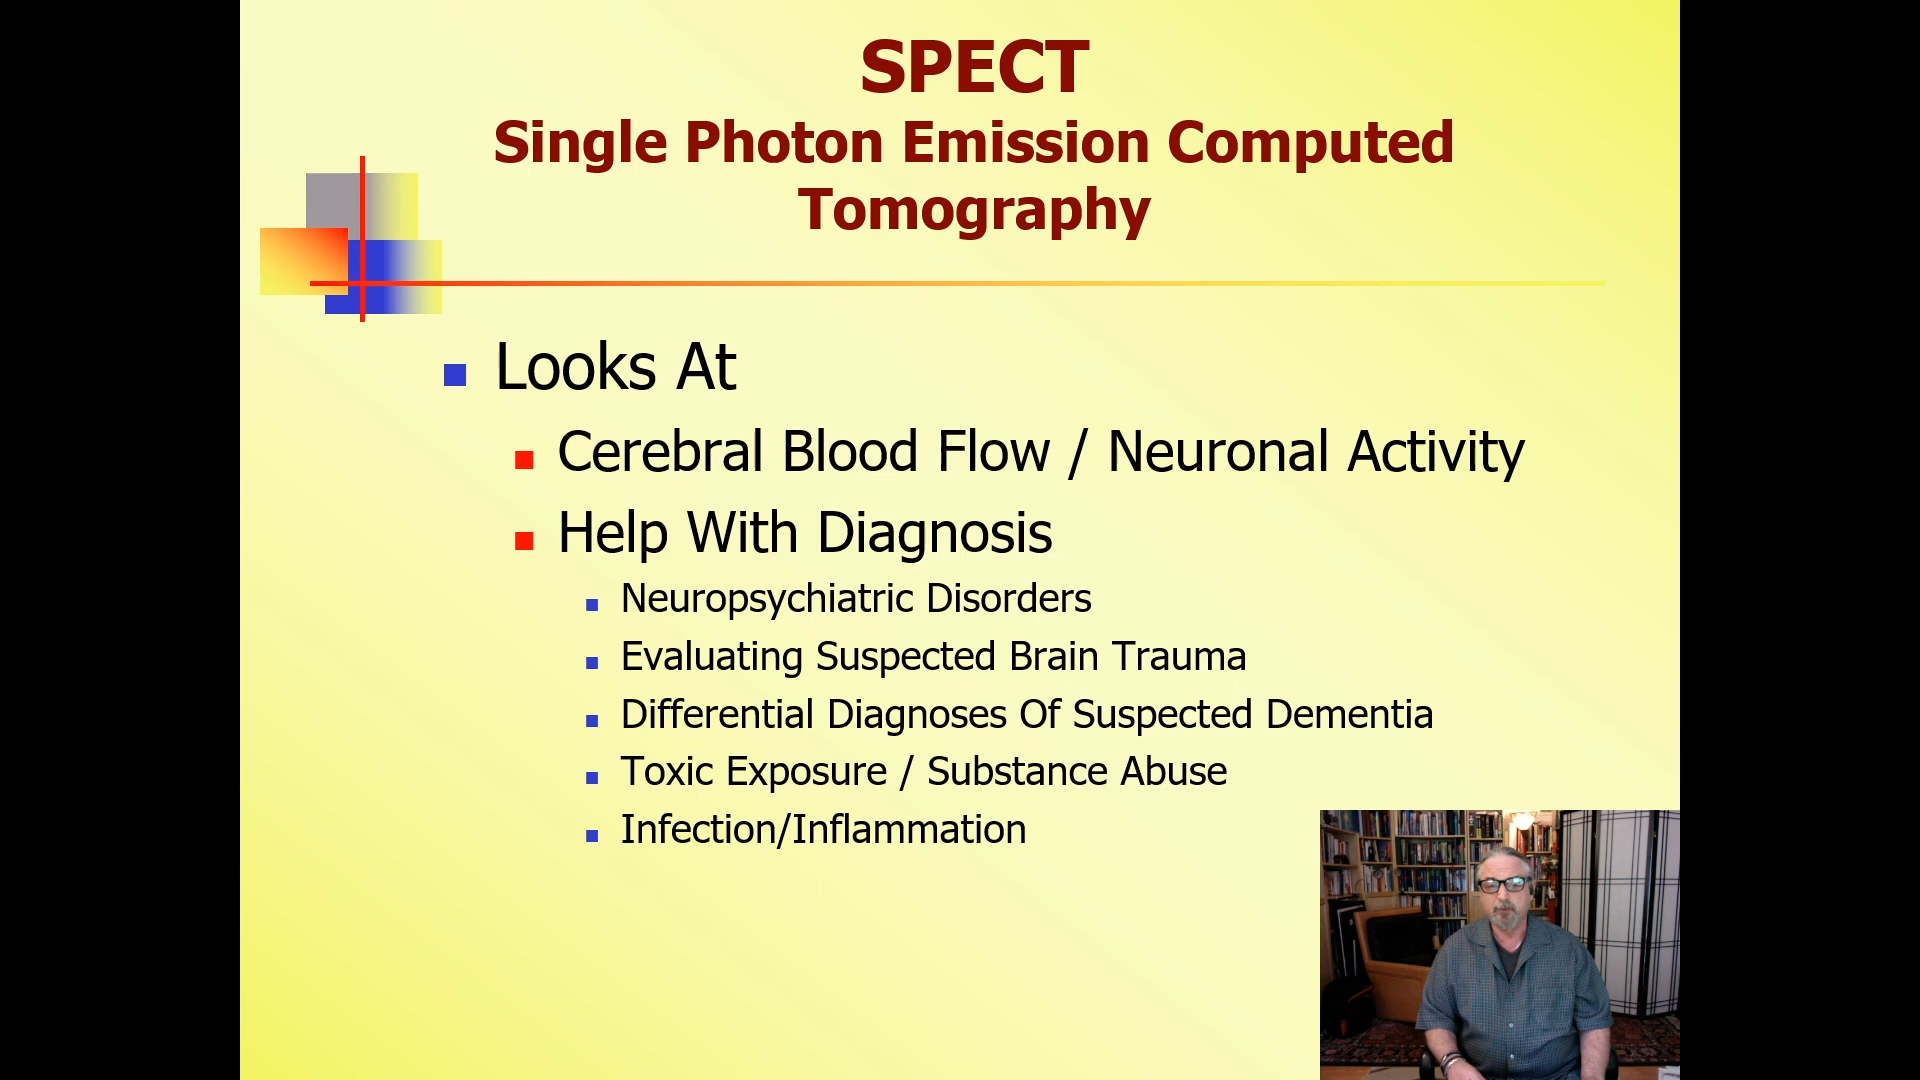 SPECT
Single Photon Emission Computed
Tomography
Looks At
Cerebral Blood Flow / Neuronal Activity
Help With Diagnosis
Neuropsychiatric Disorders
Evaluating Suspected Brain Trauma
Differential Diagnoses Of Suspected Dementia
Toxic Exposure / Substance Abuse
Infection/Inflammation